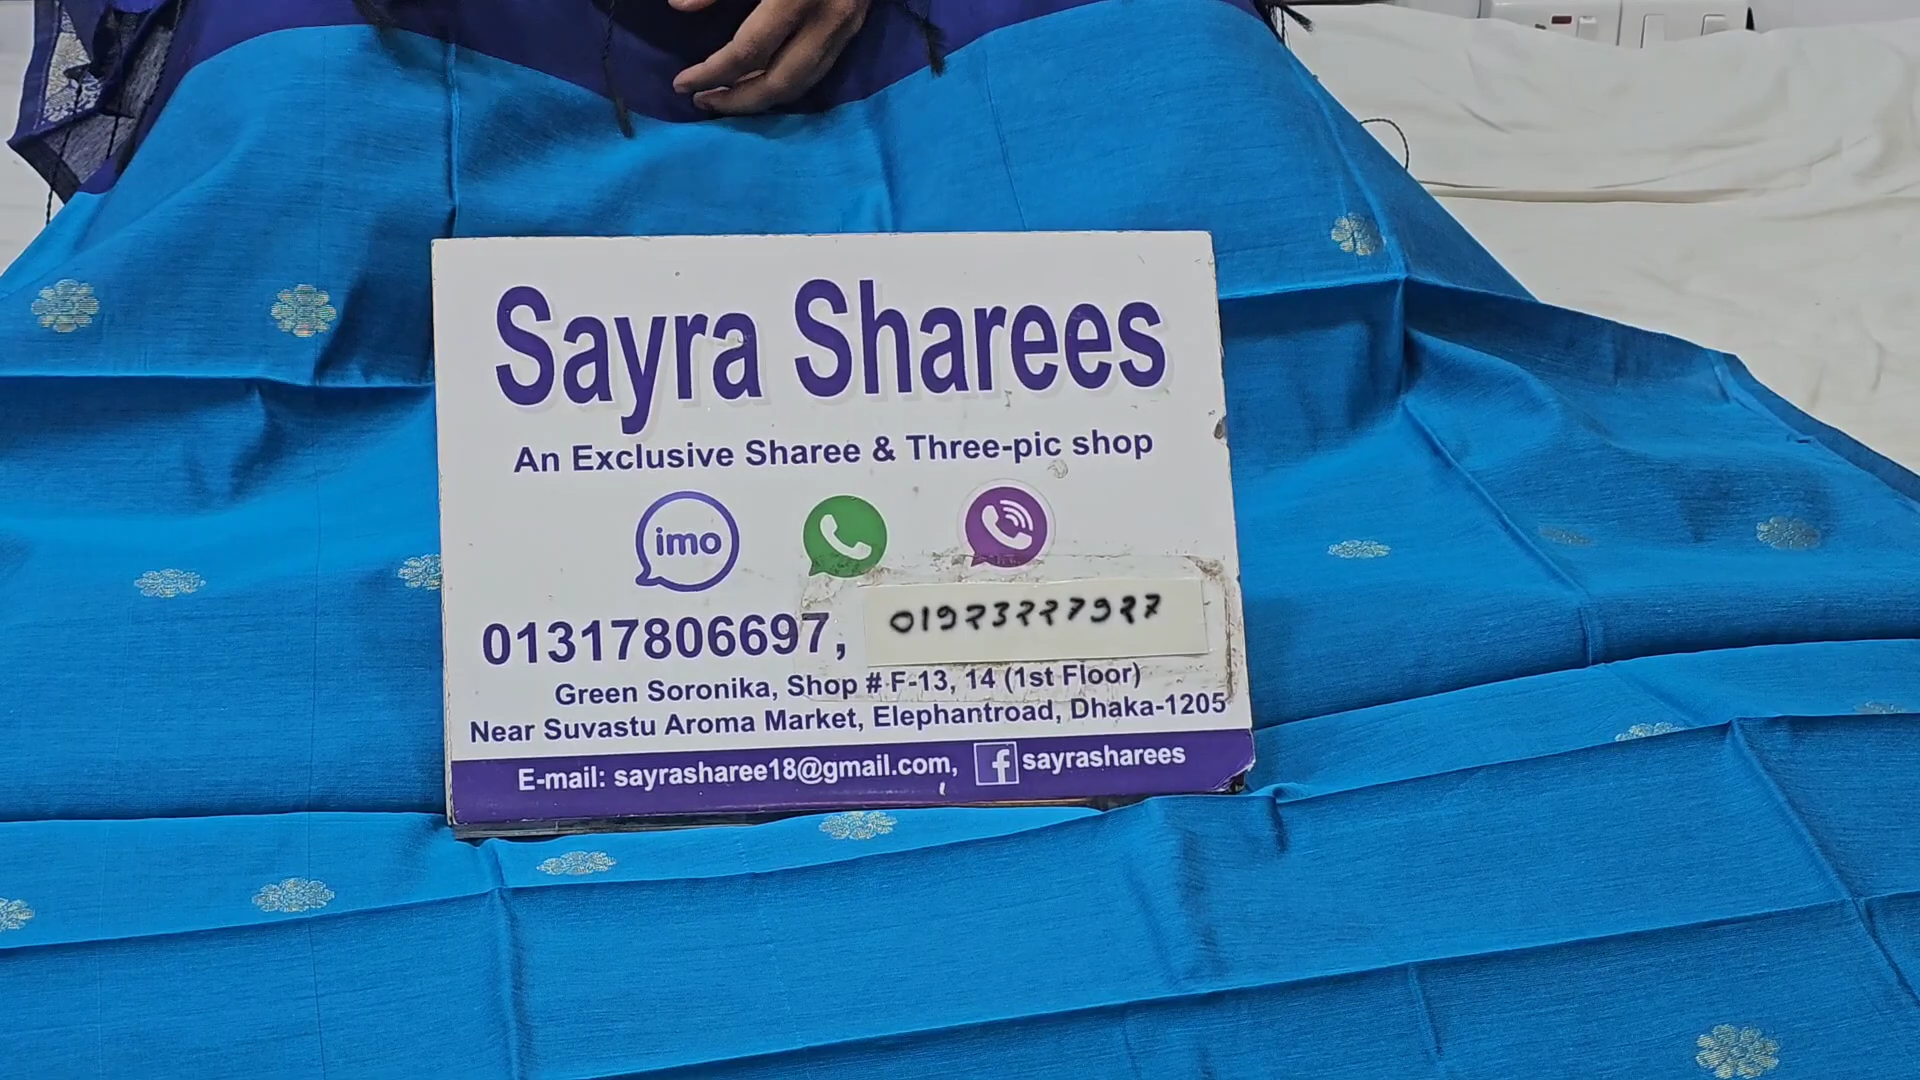 Sayra Sharees
An Exclusive Sharee & Three-pic shop
imo
01317806697, 01923227927
Green Soronika, Shop # F-13, 14 (1st Floor)
Near Suvastu Aroma Market, Elephantroad, Dhaka-1205
E-mail: sayrasharee18@gmail.com, f sayrasharees